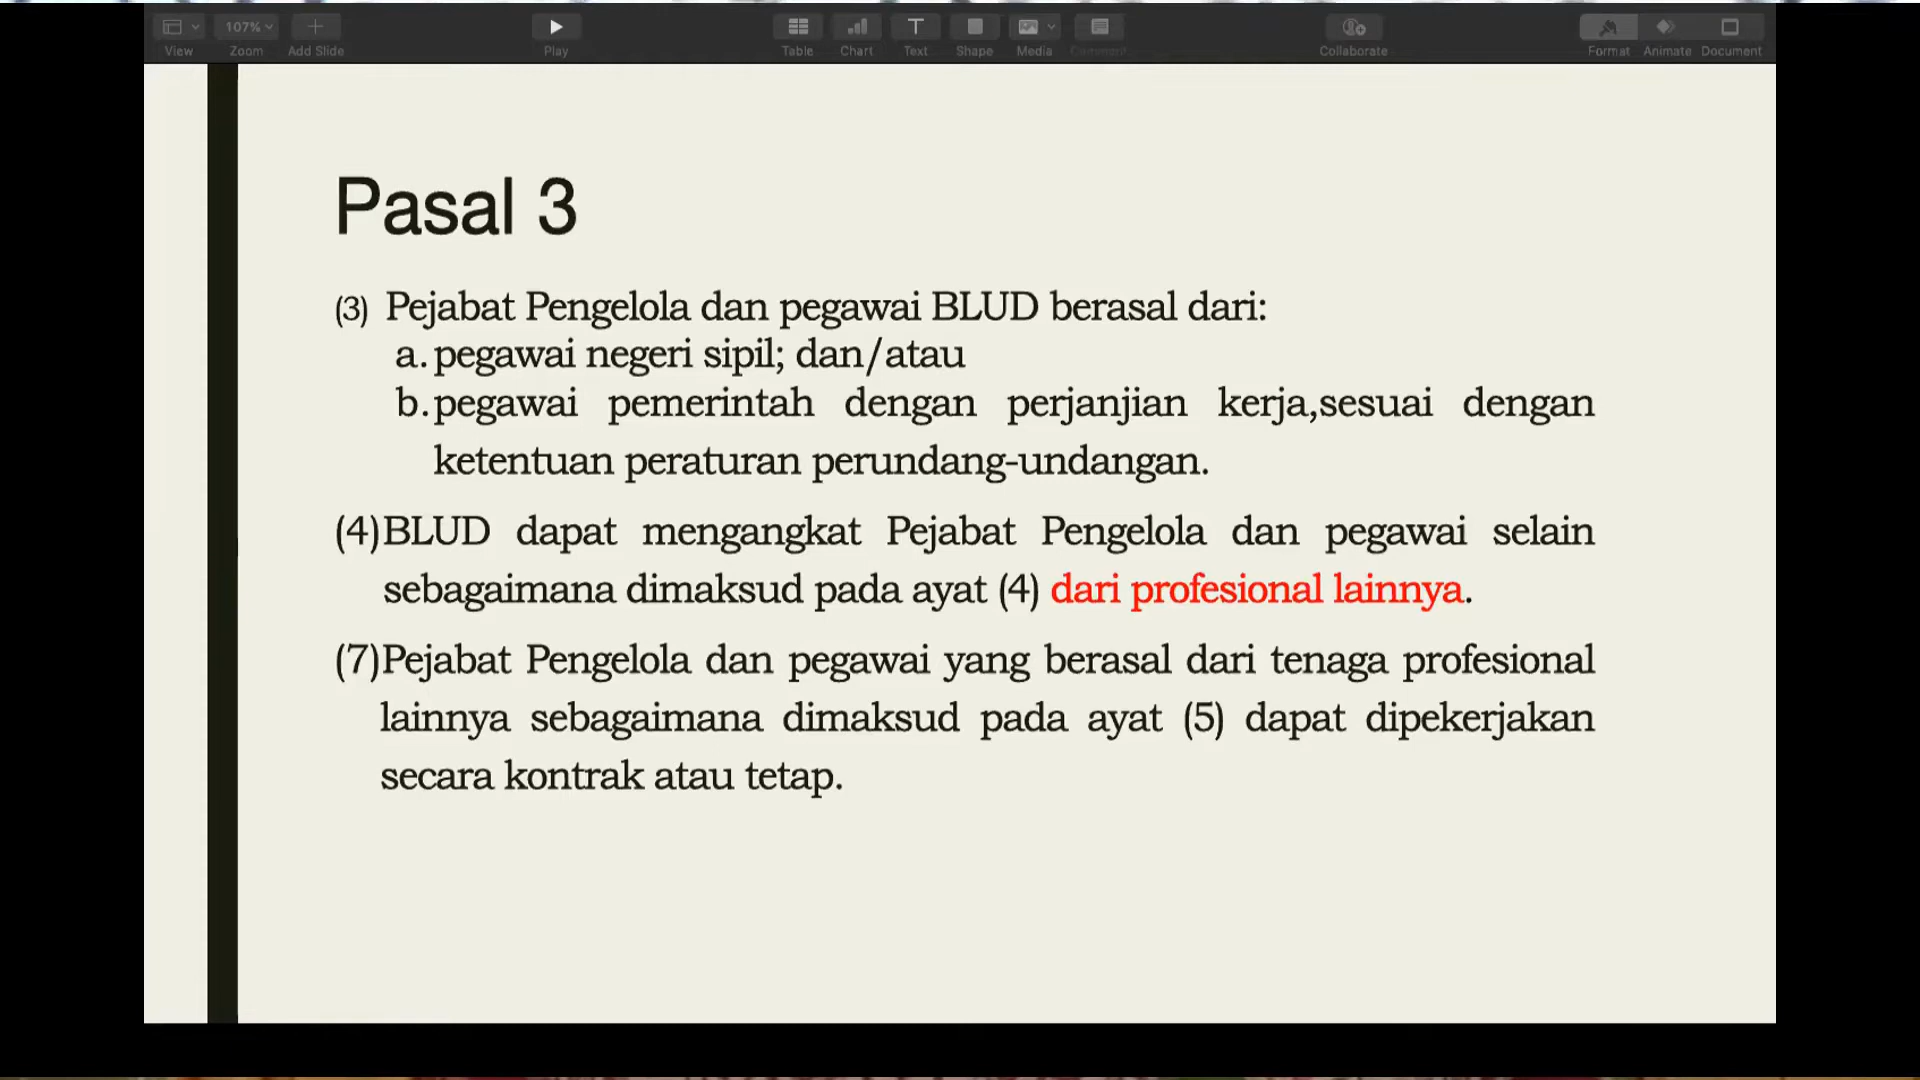 107%
View
Zoom
Add Slide
Play
Table
Chart
Text
Shape
Media
Comment
Collaborate
Format
Animate
Document
Pasal 3
(3) Pejabat Pengelola dan pegawai BLUD berasal dari:
a. pegawai negeri sipil; dan/atau
b. pegawai pemerintah dengan perjanjian kerja,sesuai dengan
ketentuan peraturan perundang-undangan.
(4)BLUD dapat mengangkat Pejabat Pengelola dan pegawai selain
sebagaimana dimaksud pada ayat (4) dari profesional lainnya.
(7)Pejabat Pengelola dan pegawai yang berasal dari tenaga profesional
lainnya sebagaimana dimaksud pada ayat (5) dapat dipekerjakan
secara kontrak atau tetap.